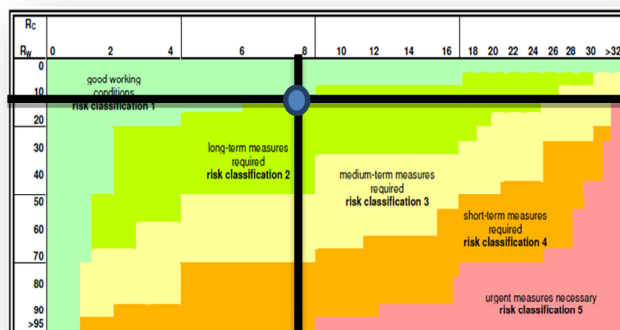 Rc
Rw 0 2 4 6 8 10 12 14 16 18 20 22 24 26 28 30 >32
0
10
20
30
40
50
60
70
80
90
>95
good working
conditions
risk classification 1
long-term measures
required
risk classification 2
medium-term measures
required
risk classification 3
short-term measures
required
risk classification 4
urgent measures necessary
risk classification 5